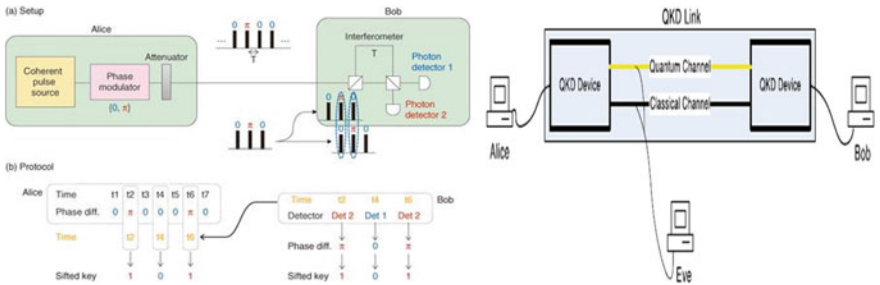 (a) Setup
Alice
Coherent pulse source
Phase modulator
{0, π}
Attenuator
0 π 0 0
... ...
T
Bob
Interferometer
T
Photon detector 1
Photon detector 2
0 π 0
0 π 0
0 π 0
(b) Protocol
Alice
Time t1 t2 t3 t4 t5 t6 t7
Phase diff. 0 π 0 0 0 π 0
Time t2 t4 t6
Sifted key 1 0 1
Bob
Time t2 t4 t6
Detector Det 2 Det 1 Det 2
Phase diff. π 0 π
Sifted key 1 0 1
QKD Link
QKD Device
Quantum Channel
Classical Channel
QKD Device
Alice
Bob
Eve